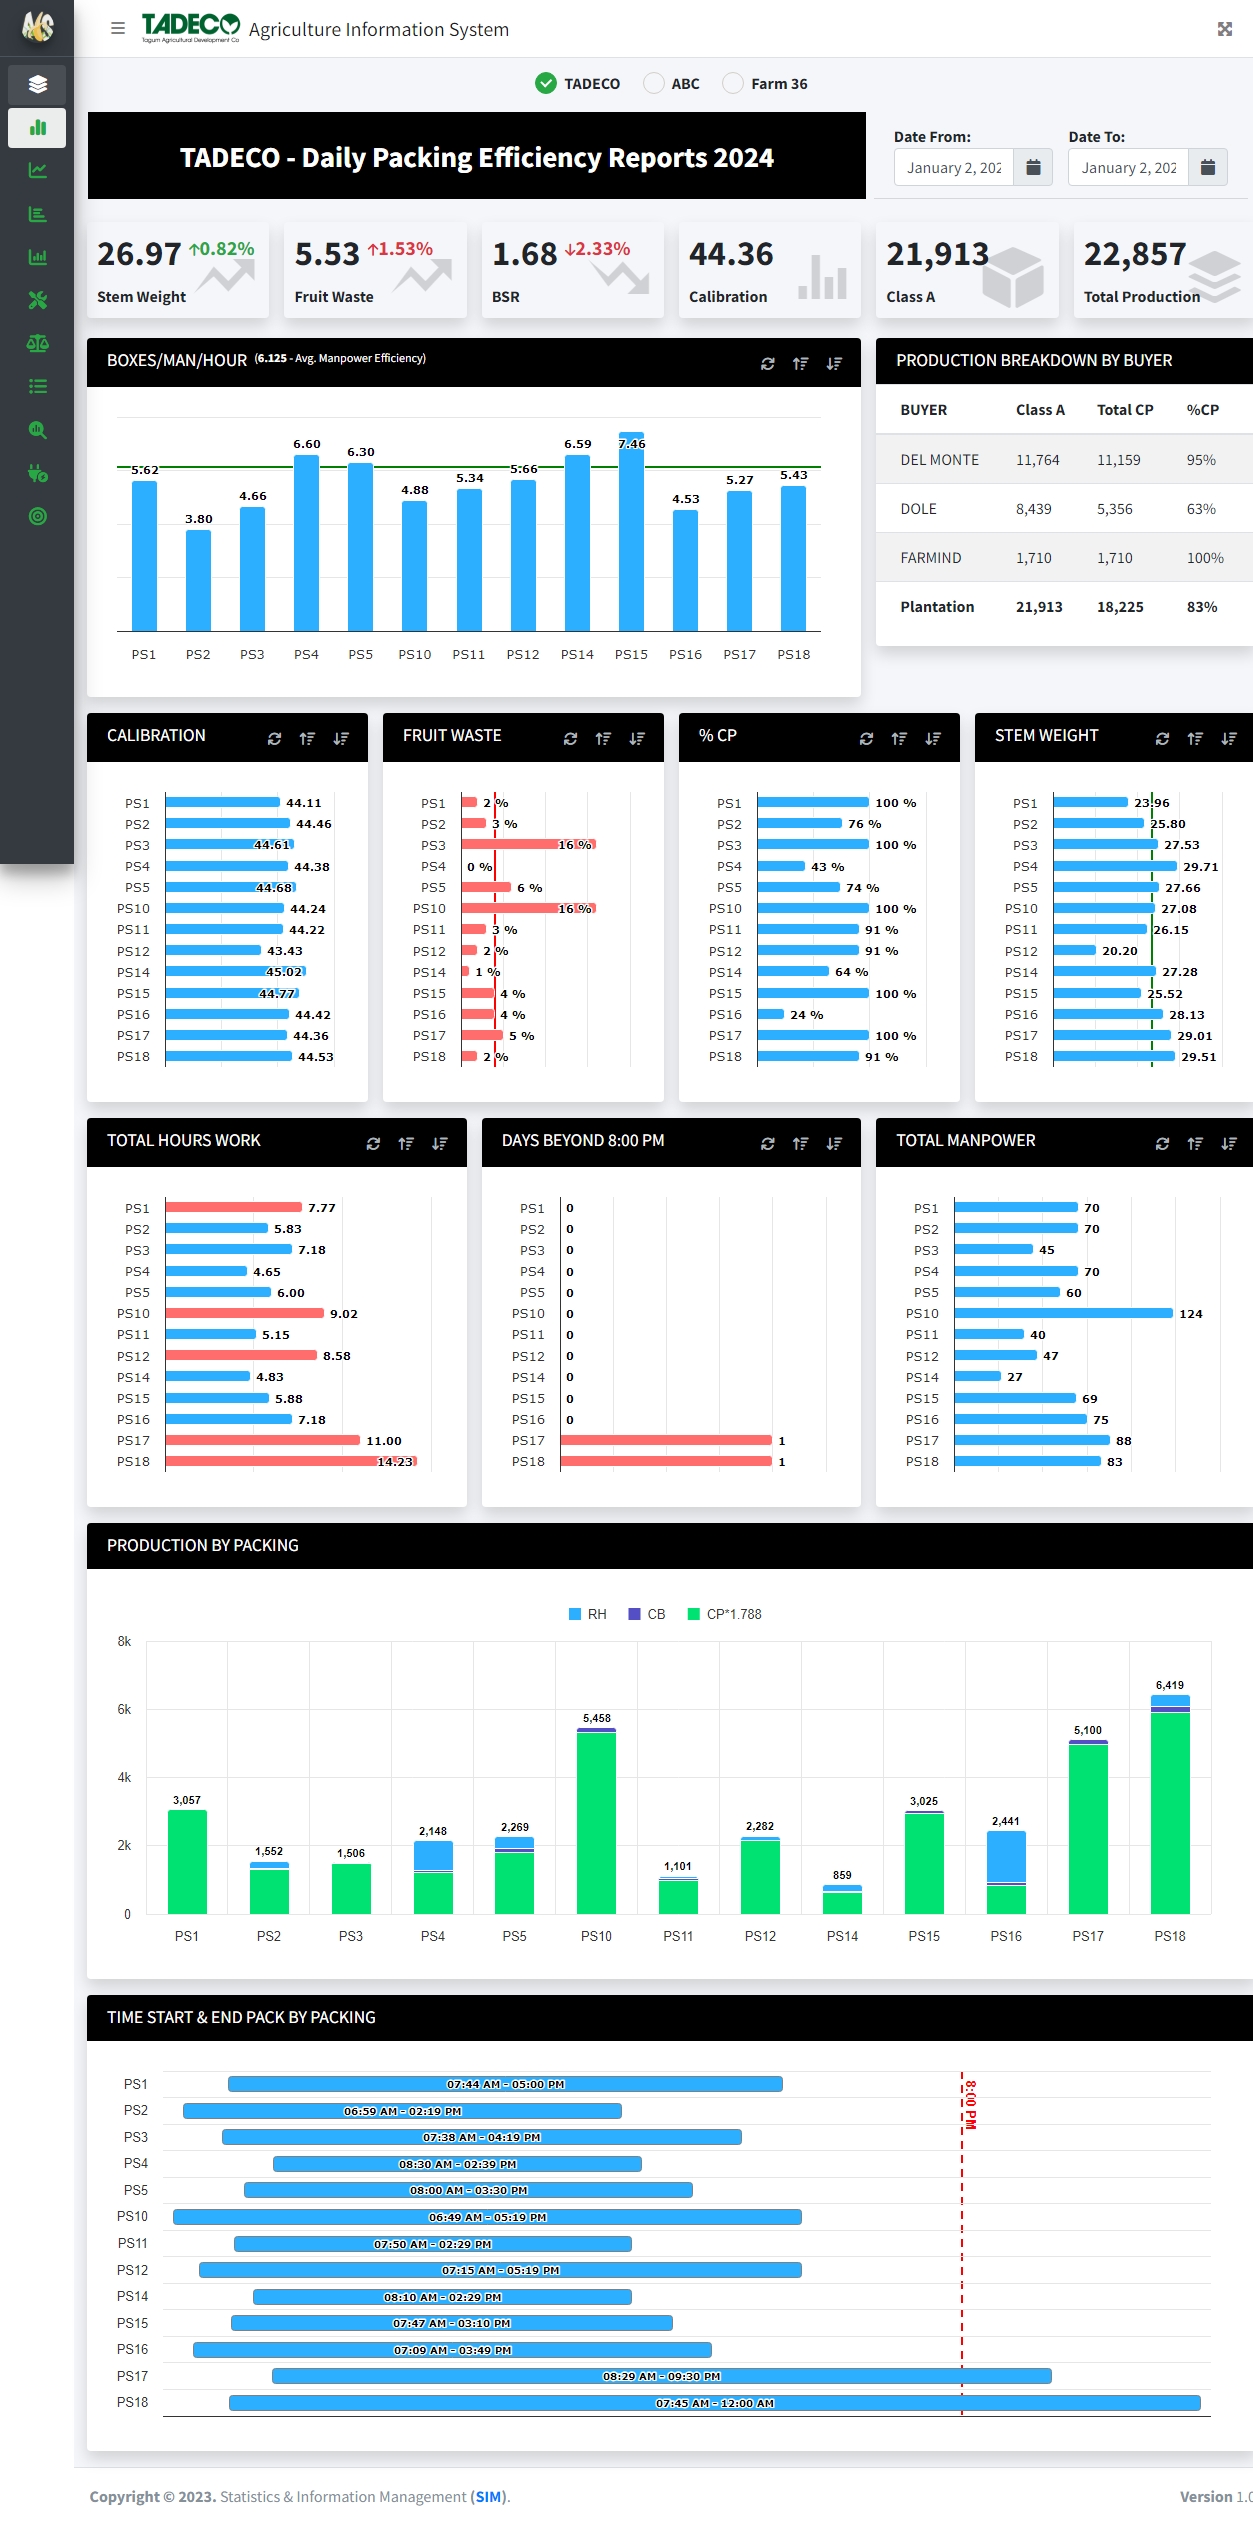 TADECO
Tagum Agricultural Development Co
Agriculture Information System
TADECO ABC Farm 36
TADECO - Daily Packing Efficiency Reports 2024
Date From: Date To:
January 2, 202 January 2, 202
26.97 ↑0.82% 5.53 ↑1.53% 1.68 ↓2.33% 44.36 21,913 22,857
Stem Weight Fruit Waste BSR Calibration Class A Total Production
BOXES/MAN/HOUR (6.125 - Avg. Manpower Efficiency)
5.62 3.80 4.66 6.60 6.30 4.88 5.34 5.66 6.59 7.46 4.53 5.27 5.43
PS1 PS2 PS3 PS4 PS5 PS10 PS11 PS12 PS14 PS15 PS16 PS17 PS18
PRODUCTION BREAKDOWN BY BUYER
BUYER Class A Total CP %CP
DEL MONTE 11,764 11,159 95%
DOLE 8,439 5,356 63%
FARMIND 1,710 1,710 100%
Plantation 21,913 18,225 83%
CALIBRATION
PS1 44.11
PS2 44.46
PS3 44.61
PS4 44.38
PS5 44.68
PS10 44.24
PS11 44.22
PS12 43.43
PS14 45.02
PS15 44.77
PS16 44.42
PS17 44.36
PS18 44.53
FRUIT WASTE
PS1 2 %
PS2 3 %
PS3 16 %
PS4 0 %
PS5 6 %
PS10 16 %
PS11 3 %
PS12 2 %
PS14 1 %
PS15 4 %
PS16 4 %
PS17 5 %
PS18 2 %
% CP
PS1 100 %
PS2 76 %
PS3 100 %
PS4 43 %
PS5 74 %
PS10 100 %
PS11 91 %
PS12 91 %
PS14 64 %
PS15 100 %
PS16 24 %
PS17 100 %
PS18 91 %
STEM WEIGHT
PS1 23.96
PS2 25.80
PS3 27.53
PS4 29.71
PS5 27.66
PS10 27.08
PS11 26.15
PS12 20.20
PS14 27.28
PS15 25.52
PS16 28.13
PS17 29.01
PS18 29.51
TOTAL HOURS WORK
PS1 7.77
PS2 5.83
PS3 7.18
PS4 4.65
PS5 6.00
PS10 9.02
PS11 5.15
PS12 8.58
PS14 4.83
PS15 5.88
PS16 7.18
PS17 11.00
PS18 14.23
DAYS BEYOND 8:00 PM
PS1 0
PS2 0
PS3 0
PS4 0
PS5 0
PS10 0
PS11 0
PS12 0
PS14 0
PS15 0
PS16 0
PS17 1
PS18 1
TOTAL MANPOWER
PS1 70
PS2 70
PS3 45
PS4 70
PS5 60
PS10 124
PS11 40
PS12 47
PS14 27
PS15 69
PS16 75
PS17 88
PS18 83
PRODUCTION BY PACKING
RH CB CP*1.788
8k
6k
4k
2k
0
3,057 1,552 1,506 2,148 2,269 5,458 1,101 2,282 859 3,025 2,441 5,100 6,419
PS1 PS2 PS3 PS4 PS5 PS10 PS11 PS12 PS14 PS15 PS16 PS17 PS18
TIME START & END PACK BY PACKING
8:00 PM
PS1 07:44 AM - 05:00 PM
PS2 06:59 AM - 02:19 PM
PS3 07:38 AM - 04:19 PM
PS4 08:30 AM - 02:39 PM
PS5 08:00 AM - 03:30 PM
PS10 06:49 AM - 05:19 PM
PS11 07:50 AM - 02:29 PM
PS12 07:15 AM - 05:19 PM
PS14 08:10 AM - 02:29 PM
PS15 07:47 AM - 03:10 PM
PS16 07:09 AM - 03:49 PM
PS17 08:29 AM - 09:30 PM
PS18 07:45 AM - 12:00 AM
Copyright © 2023. Statistics & Information Management (SIM). Version 1.0